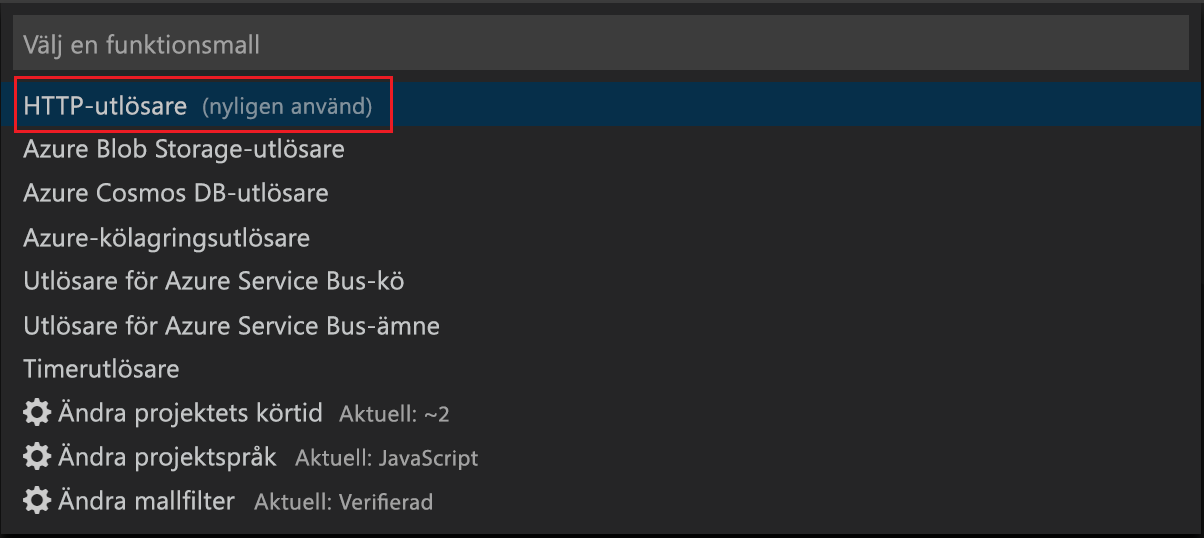 Välj en funktionsmall
HTTP-utlösare (nyligen använd)
Azure Blob Storage-utlösare
Azure Cosmos DB-utlösare
Azure-kölagringsutlösare
Utlösare för Azure Service Bus-kö
Utlösare för Azure Service Bus-ämne
Timerutlösare
Ändra projektets körtid Aktuell: ~2
Ändra projektspråk Aktuell: JavaScript
Ändra mallfilter Aktuell: Verifierad